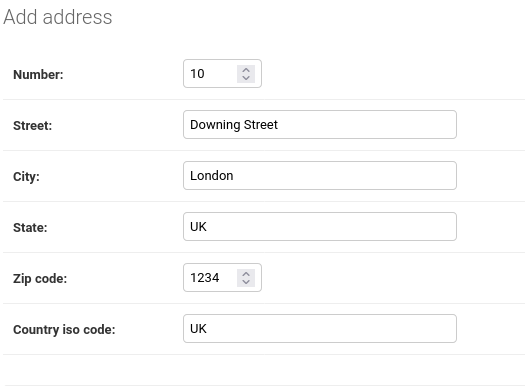 Add address
Number: 10
Street: Downing Street
City: London
State: UK
Zip code: 1234
Country iso code: UK